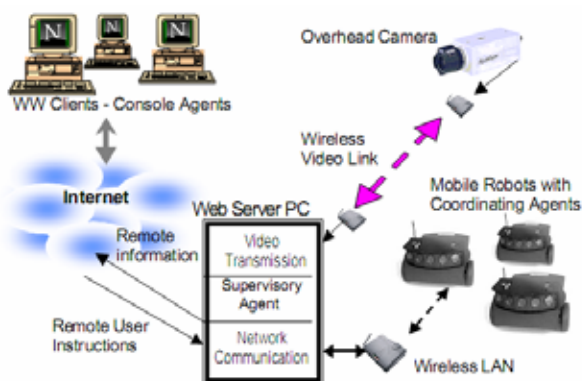 N
N
N
WW Clients - Console Agents
Overhead Camera
Wireless
Video Link
Internet
Mobile Robots with
Coordinating Agents
Web Server PC
Remote
information
Video
Transmission
Supervisory
Agent
Network
Communication
Remote User
Instructions
Wireless LAN